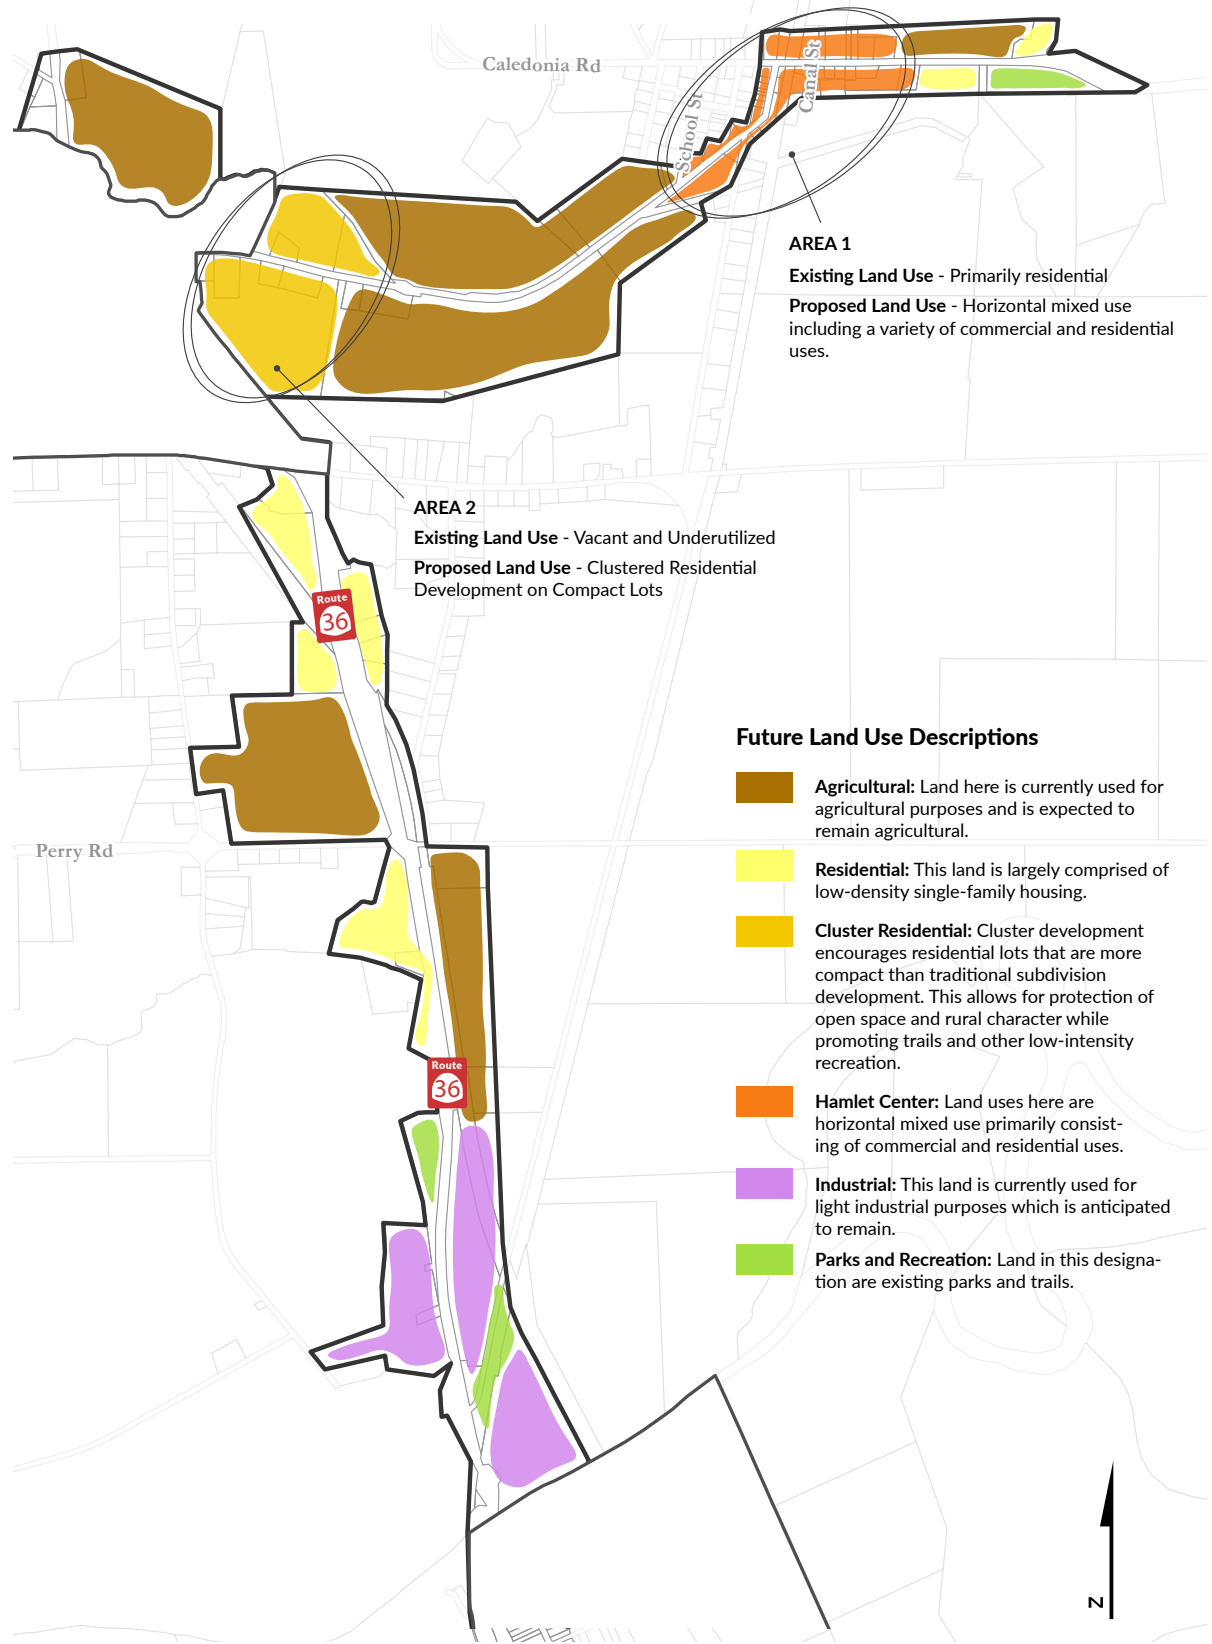 Caledonia Rd
School St
Canal St
AREA 1
Existing Land Use - Primarily residential
Proposed Land Use - Horizontal mixed use
including a variety of commercial and residential
uses.
AREA 2
Existing Land Use - Vacant and Underutilized
Proposed Land Use - Clustered Residential
Development on Compact Lots
Route
36
Perry Rd
Route
36
Future Land Use Descriptions
Agricultural: Land here is currently used for
agricultural purposes and is expected to
remain agricultural.
Residential: This land is largely comprised of
low-density single-family housing.
Cluster Residential: Cluster development
encourages residential lots that are more
compact than traditional subdivision
development. This allows for protection of
open space and rural character while
promoting trails and other low-intensity
recreation.
Hamlet Center: Land uses here are
horizontal mixed use primarily consist-
ing of commercial and residential uses.
Industrial: This land is currently used for
light industrial purposes which is anticipated
to remain.
Parks and Recreation: Land in this designa-
tion are existing parks and trails.
N